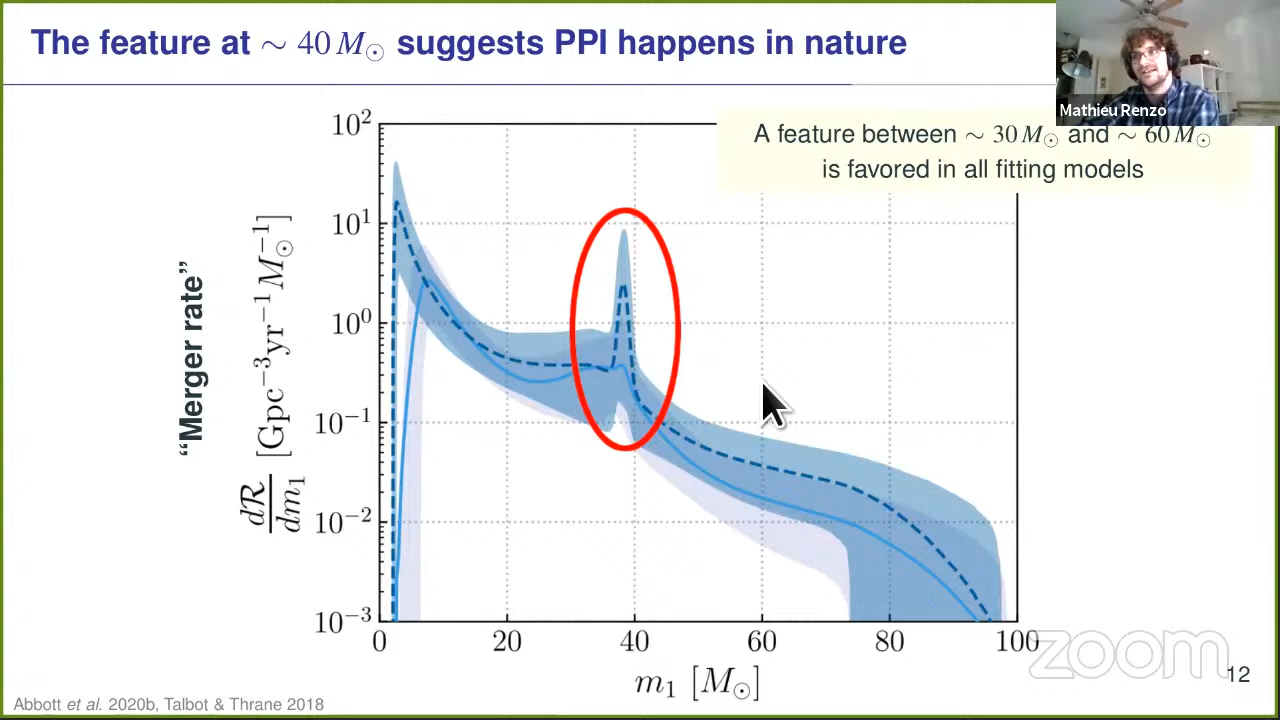 The feature at ∼ 40 M⊙ suggests PPI happens in nature
Mathieu Renzo
A feature between ∼ 30 M⊙ and ∼ 60 M⊙
is favored in all fitting models
"Merger rate"
dR/dm₁ [Gpc⁻³yr⁻¹M⊙⁻¹]
10²
10¹
10⁰
10⁻¹
10⁻²
10⁻³
0 20 40 60 80 100
m₁ [M⊙]
zoom
12
Abbott et al. 2020b, Talbot & Thrane 2018